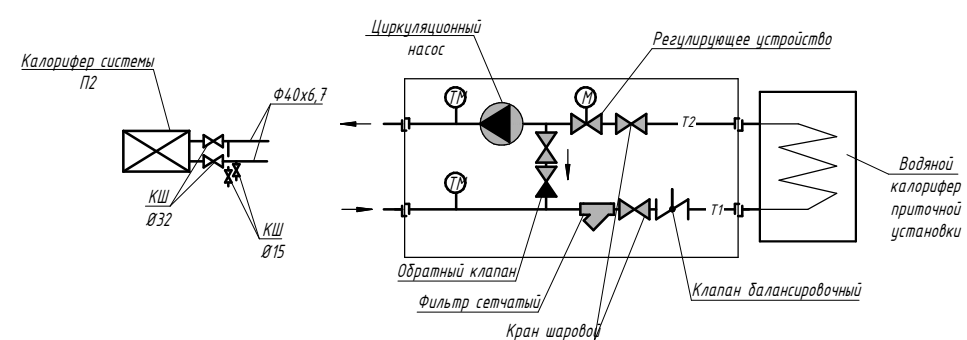 Калорифер системы
П2
Ф40х6,7
КШ
Ø32
КШ
Ø15
Циркуляционный
насос
Регулирующее устройство
ТМ
М
Т2
ТМ
Т1
Водяной
калорифер
приточной
установки
Обратный клапан
Фильтр сетчатый
Кран шаровой
Клапан балансировочный